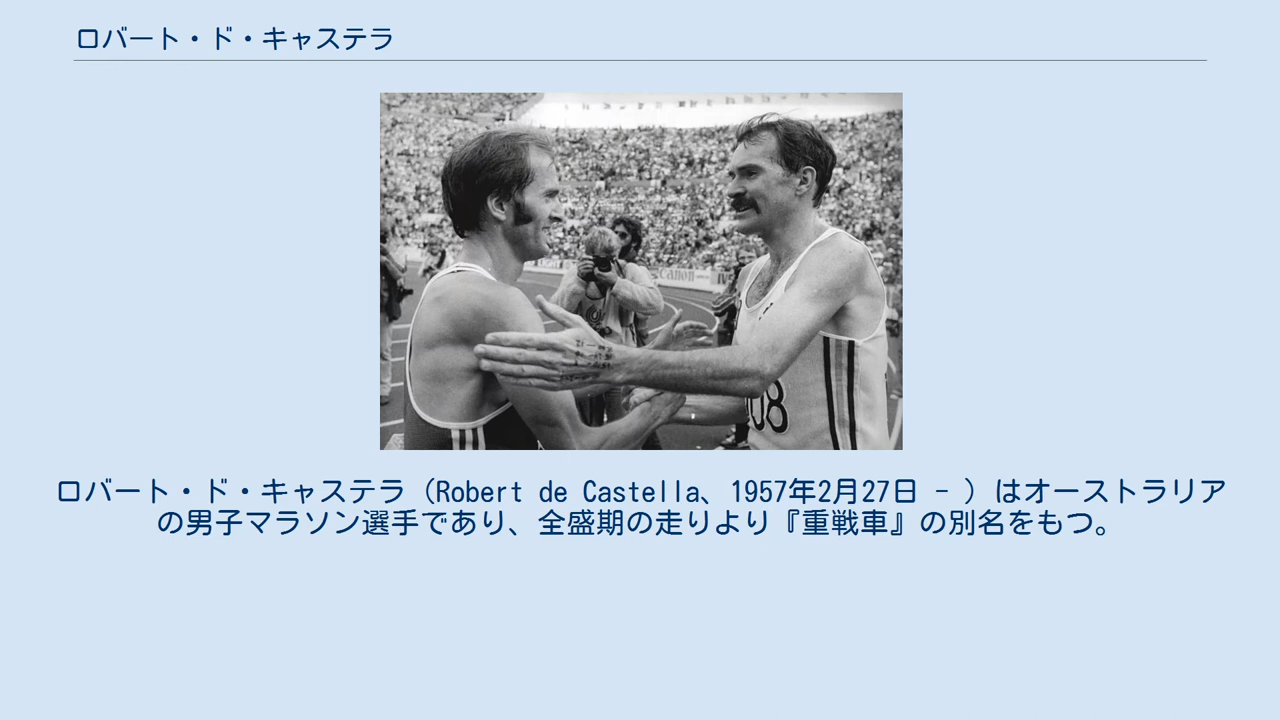 ロバート・ド・キャステラ
Canon
08
ロバート・ド・キャステラ（Robert de Castella、1957年2月27日 - ）はオーストラリア
の男子マラソン選手であり、全盛期の走りより『重戦車』の別名をもつ。